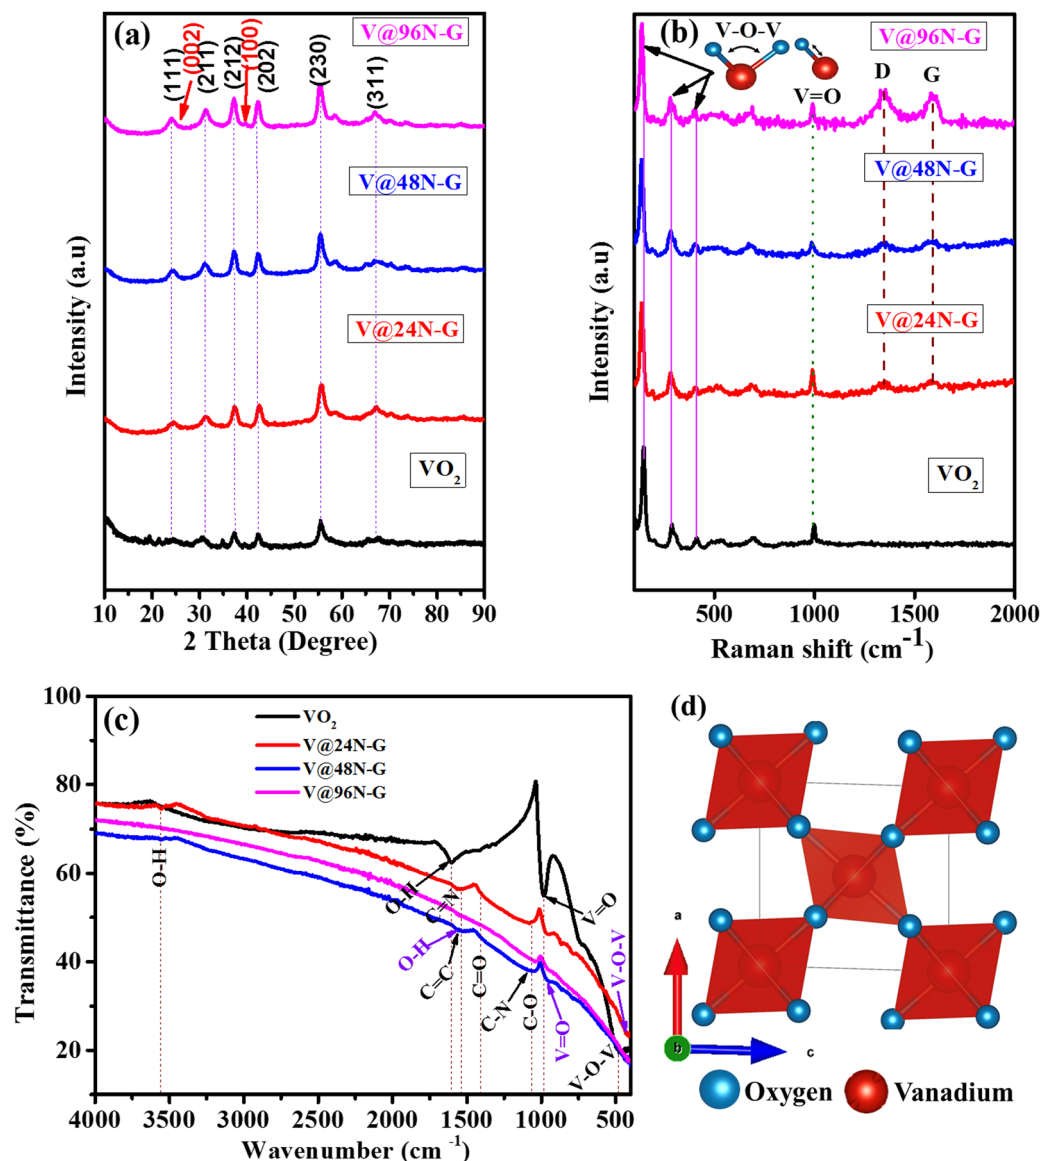 (a)
V@96N-G
(111)
(002)
(211)
(212)
(100)
(202)
(230)
(311)
V@48N-G
V@24N-G
VO2
Intensity (a.u)
10 20 30 40 50 60 70 80 90
2 Theta (Degree)
(b)
V-O-V
V@96N-G
V=O
D
G
V@48N-G
V@24N-G
VO2
Intensity (a.u)
500 1000 1500 2000
Raman shift (cm-1)
(c)
VO2
V@24N-G
V@48N-G
V@96N-G
100
80
60
40
20
Transmittance (%)
O-H
O-H
C=N
O-H
C=C
C=O
C-N
C-O
V=O
V=O
V-O-V
V-O-V
4000 3500 3000 2500 2000 1500 1000 500
Wavenumber (cm -1)
(d)
a
b
c
Oxygen
Vanadium